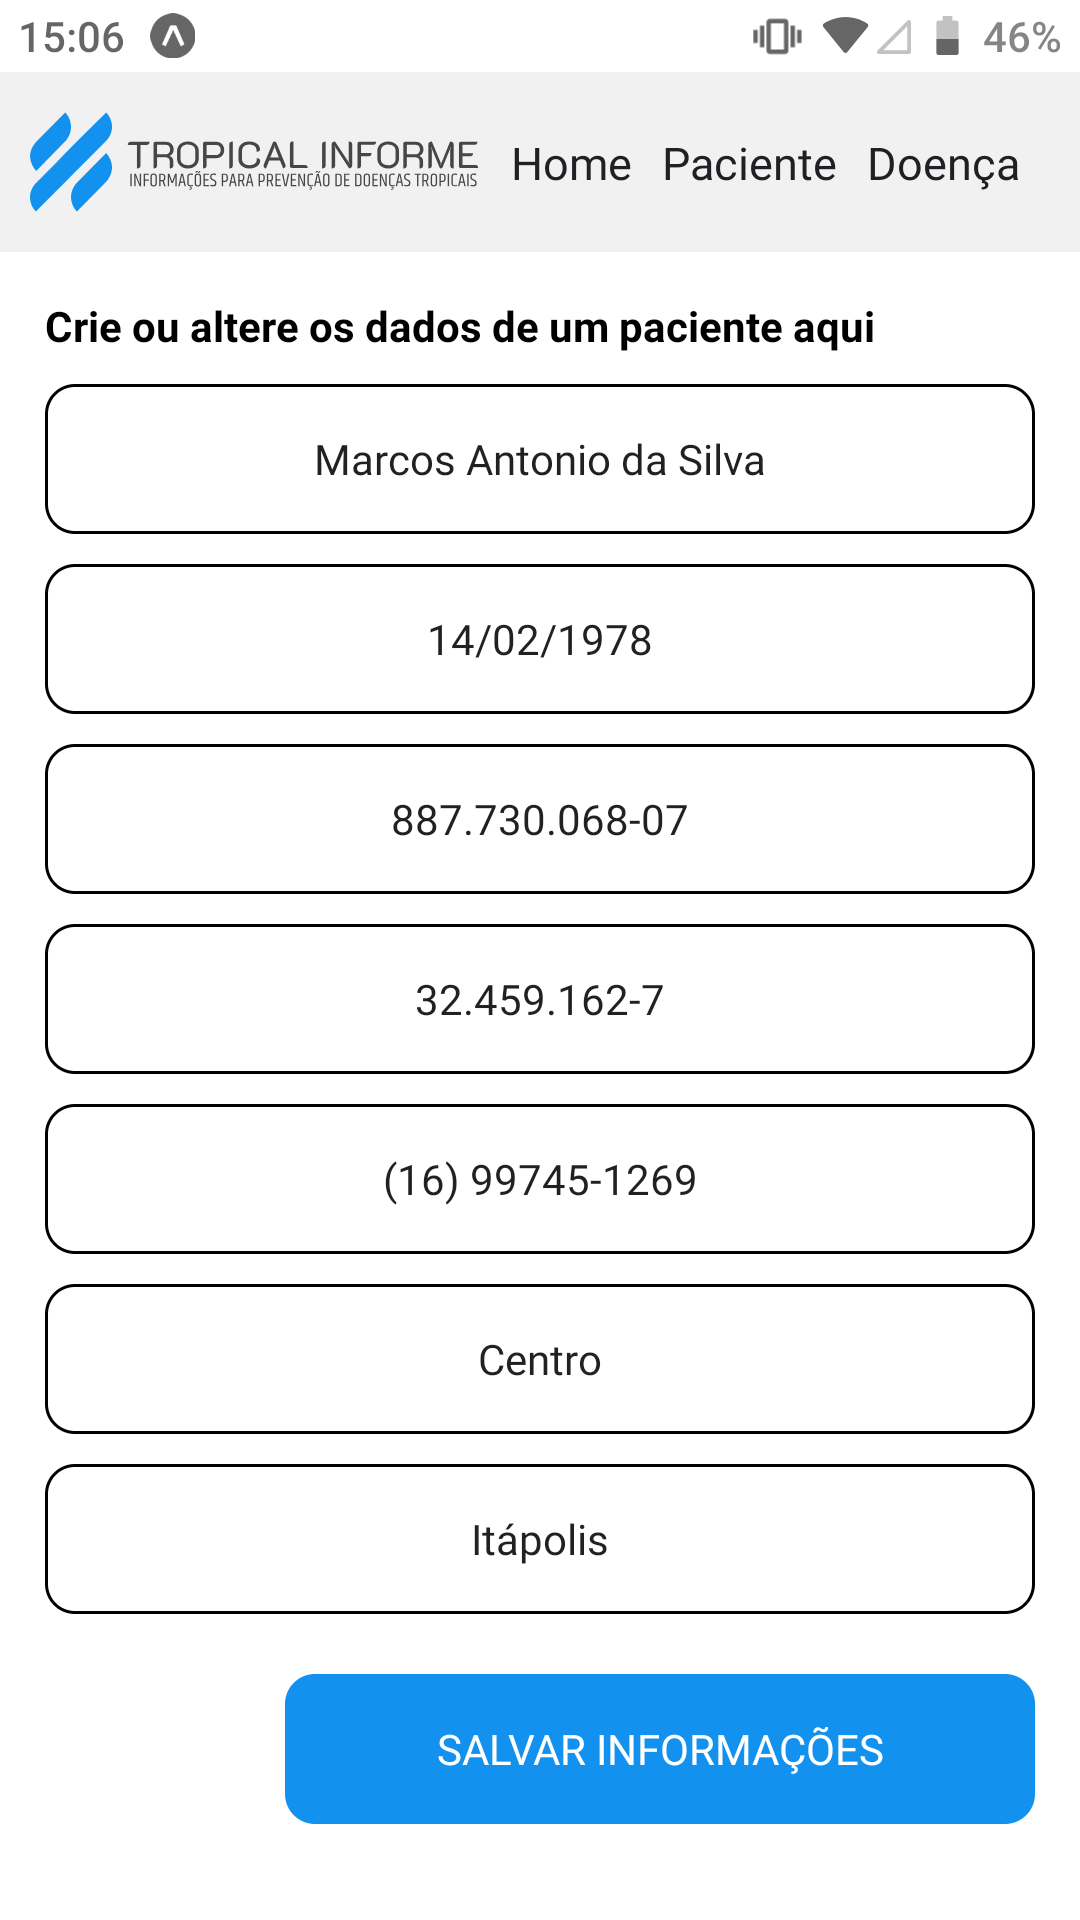 15:06 46%
TROPICAL INFORME
INFORMAÇÕES PARA PREVENÇÃO DE DOENÇAS TROPICAIS
Home Paciente Doença
Crie ou altere os dados de um paciente aqui
Marcos Antonio da Silva
14/02/1978
887.730.068-07
32.459.162-7
(16) 99745-1269
Centro
Itápolis
SALVAR INFORMAÇÕES